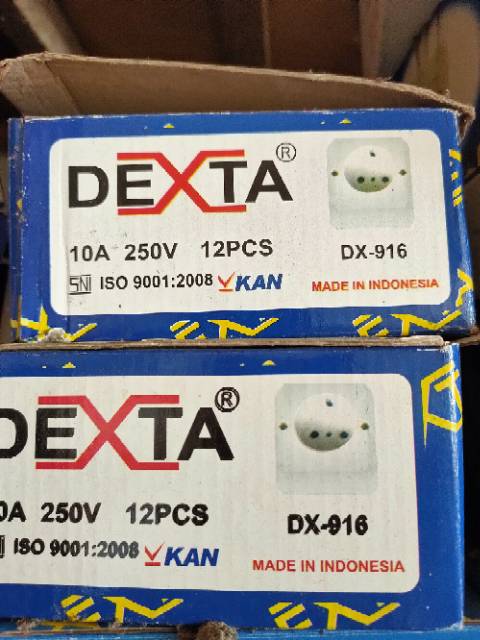 DEXTA®
10A 250V 12PCS
DX-916
SNI ISO 9001:2008 KAN
MADE IN INDONESIA
DEXTA®
0A 250V 12PCS
DX-916
ISO 9001:2008 KAN
MADE IN INDONESIA